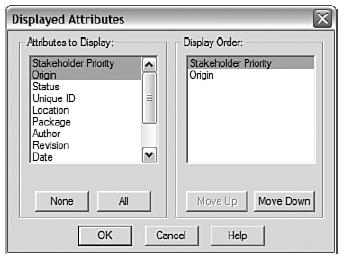 Displayed Attributes
Attributes to Display:
Stakeholder Priority
Origin
Status
Unique ID
Location
Package
Author
Revision
Date
None All
Display Order:
Stakeholder Priority
Origin
Move Up Move Down
OK Cancel Help